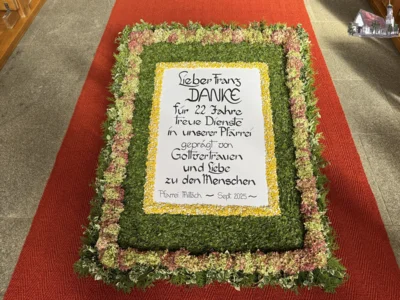 Lieber Franz
DANKE
für 22 Jahre
treue Dienste
in unserer Pfarrei
geprägt von
Gottvertrauen
und Liebe
zu den Menschen
Pfarrei ~ Sept. 2025 ~